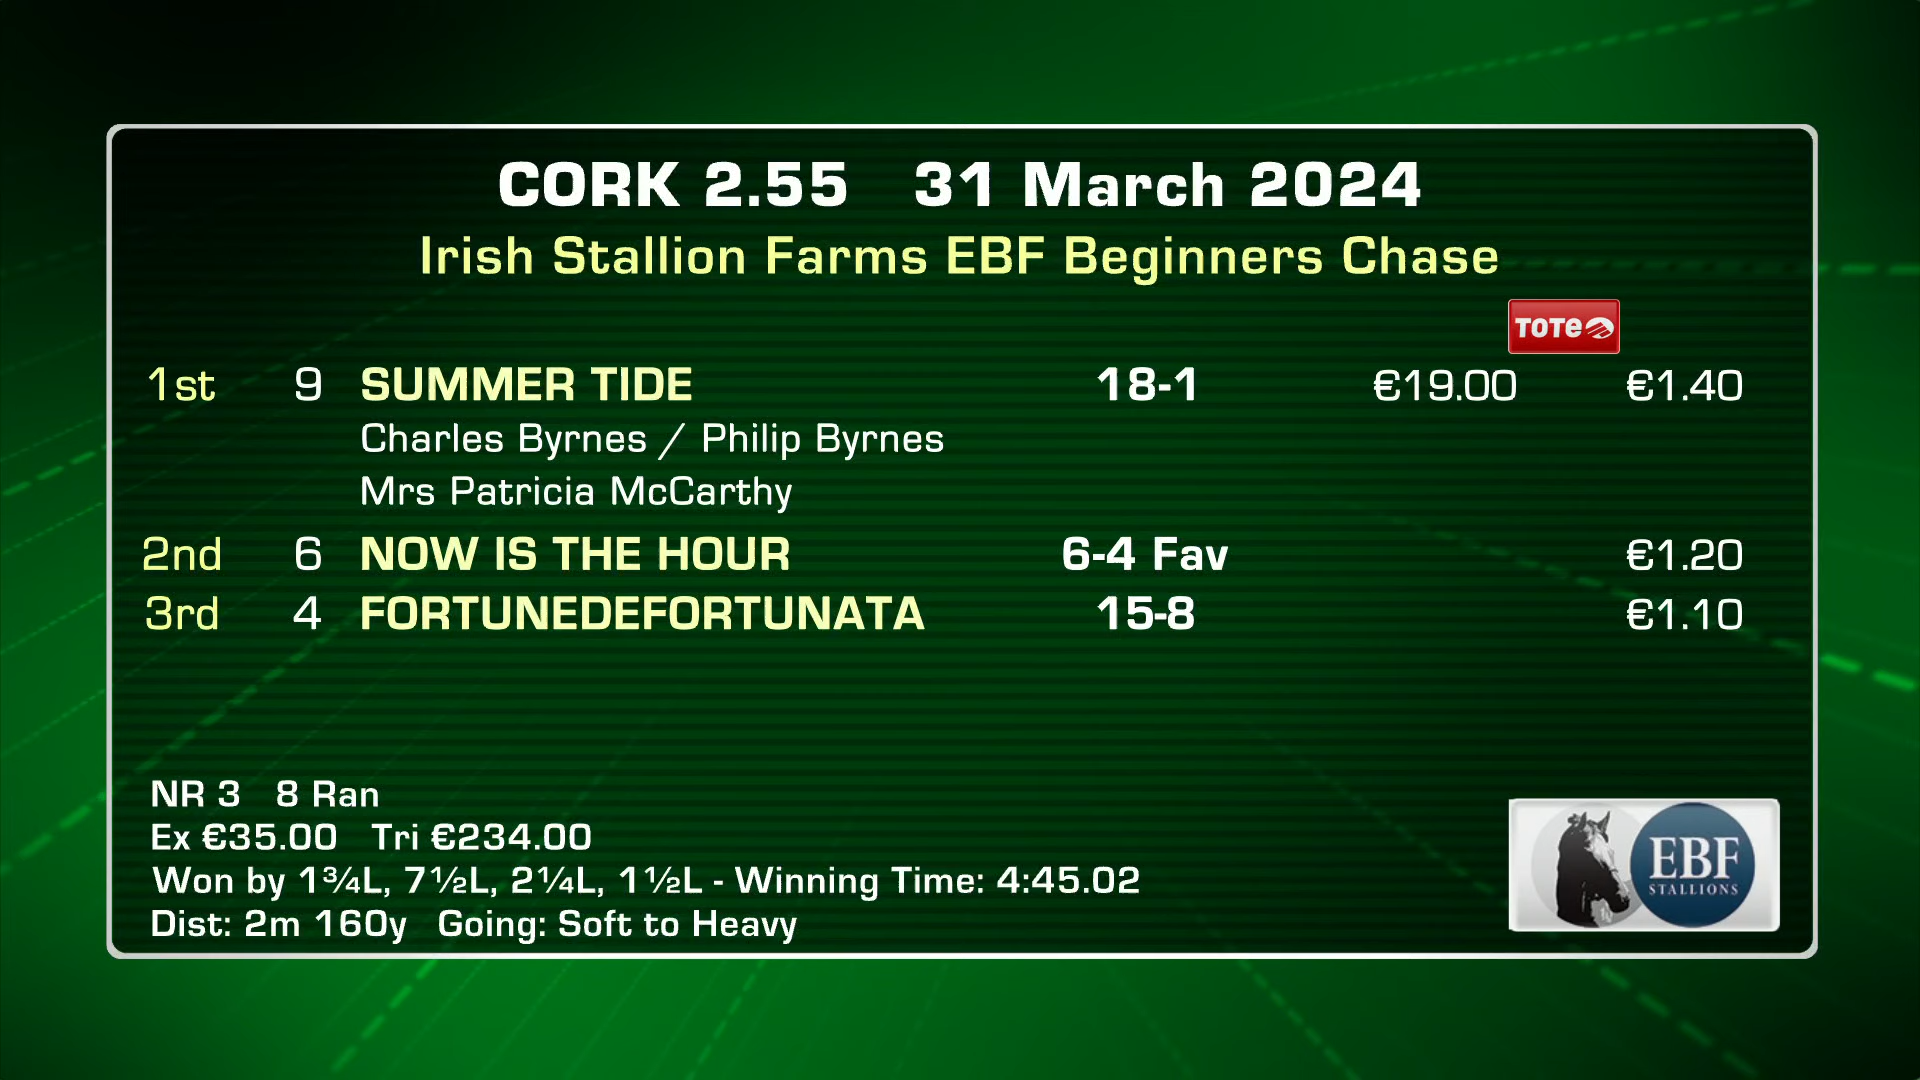 CORK 2.55 31 March 2024
Irish Stallion Farms EBF Beginners Chase
TOTE
1st 9 SUMMER TIDE 18-1 €19.00 €1.40
Charles Byrnes / Philip Byrnes
Mrs Patricia McCarthy
2nd 6 NOW IS THE HOUR 6-4 Fav €1.20
3rd 4 FORTUNEDEFORTUNATA 15-8 €1.10
NR 3 8 Ran
Ex €35.00 Tri €234.00
Won by 1¾L, 7½L, 2¼L, 1½L - Winning Time: 4:45.02
Dist: 2m 160y Going: Soft to Heavy
EBF
STALLIONS